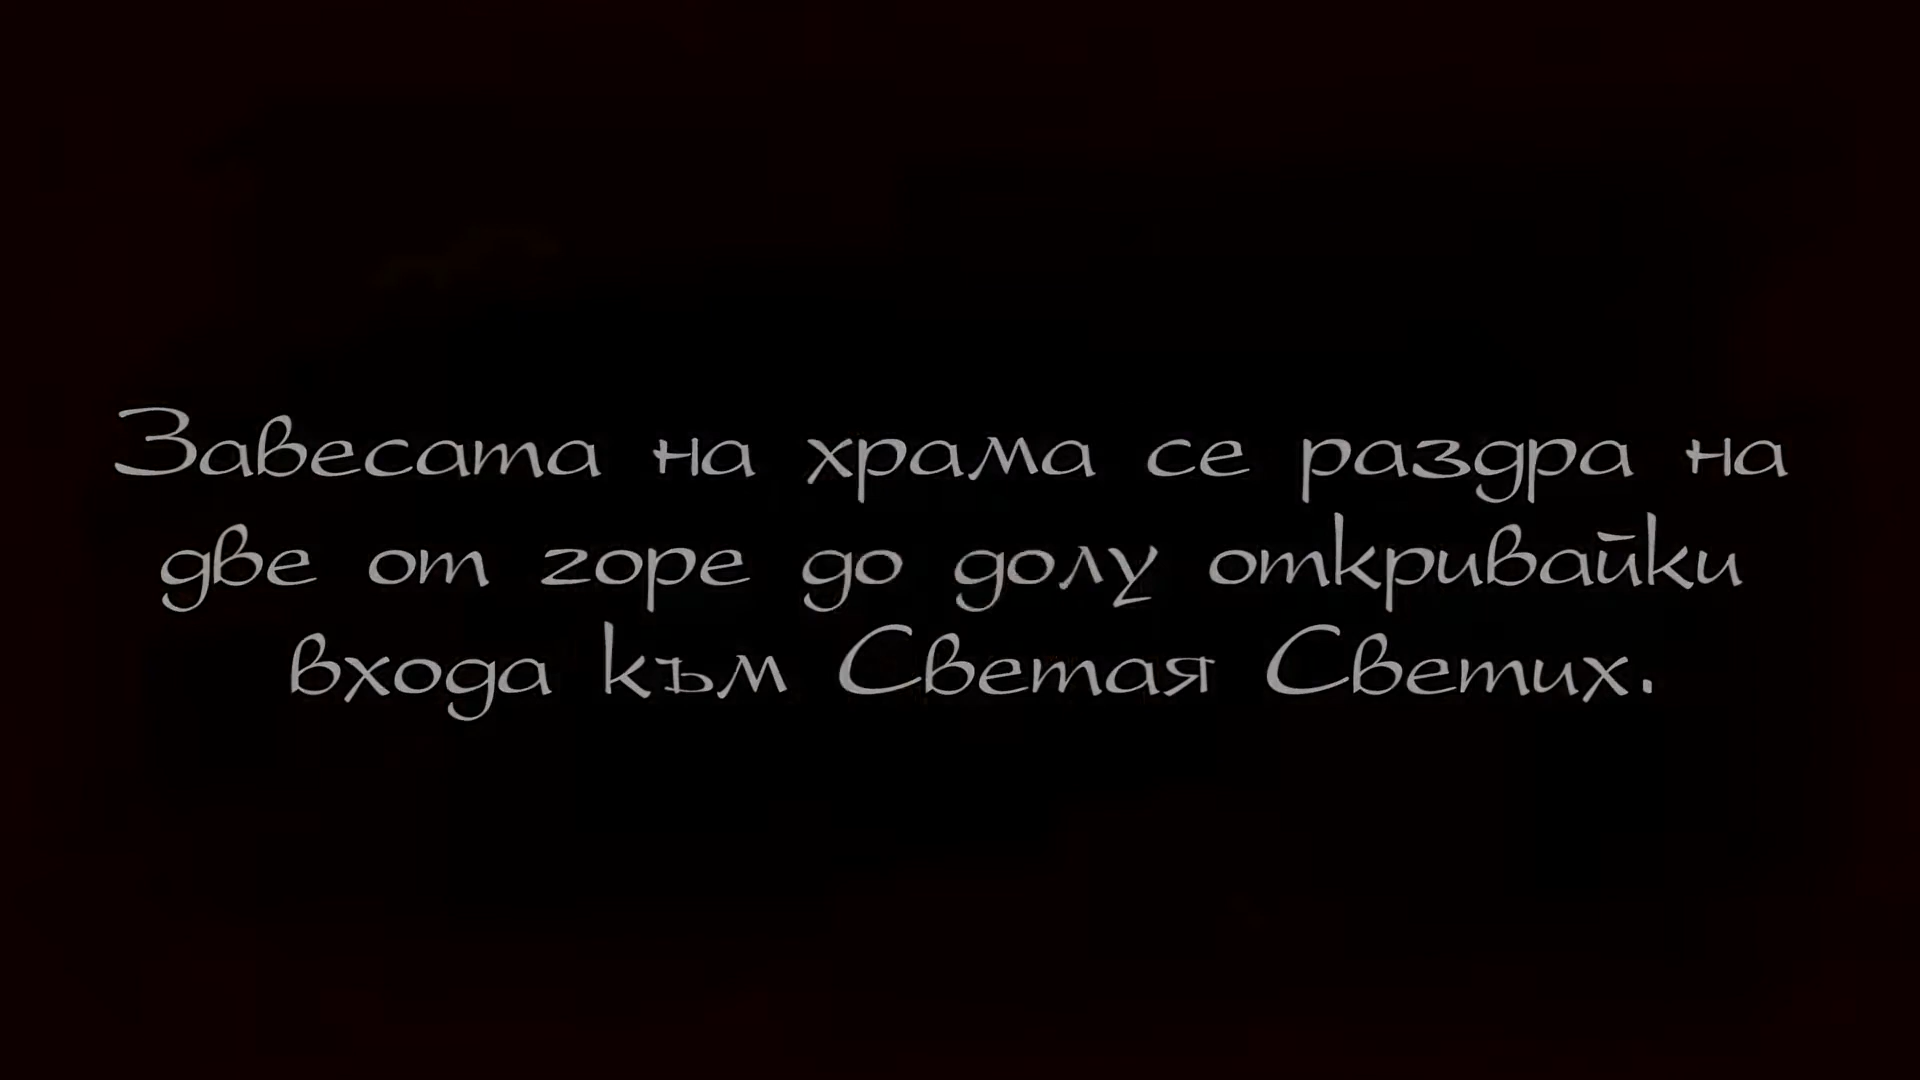 Завесата на храма се раздра на
две от горе до долу откривайки
входа към Светая Светих.